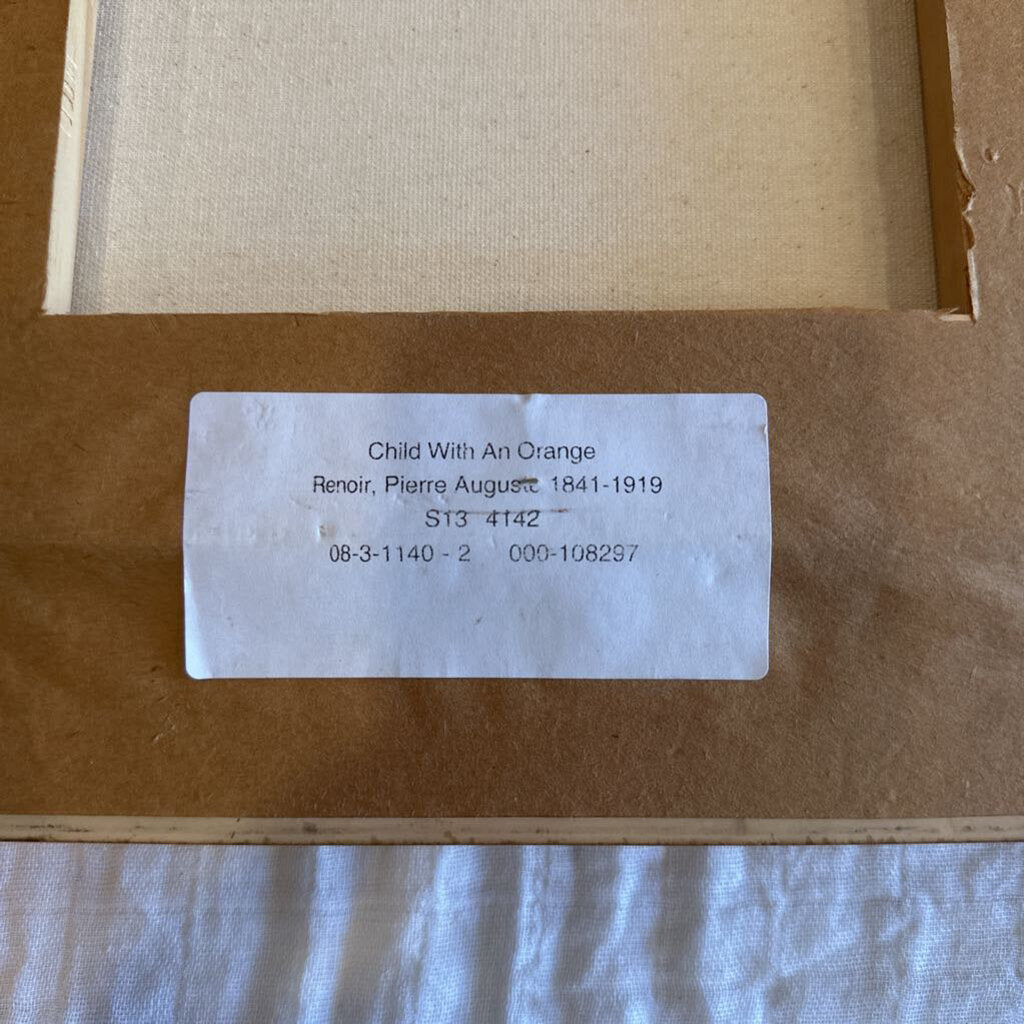 Child With An Orange
Renoir, Pierre Auguste 1841-1919
S13 4142
08-3-1140 - 2 000-108297